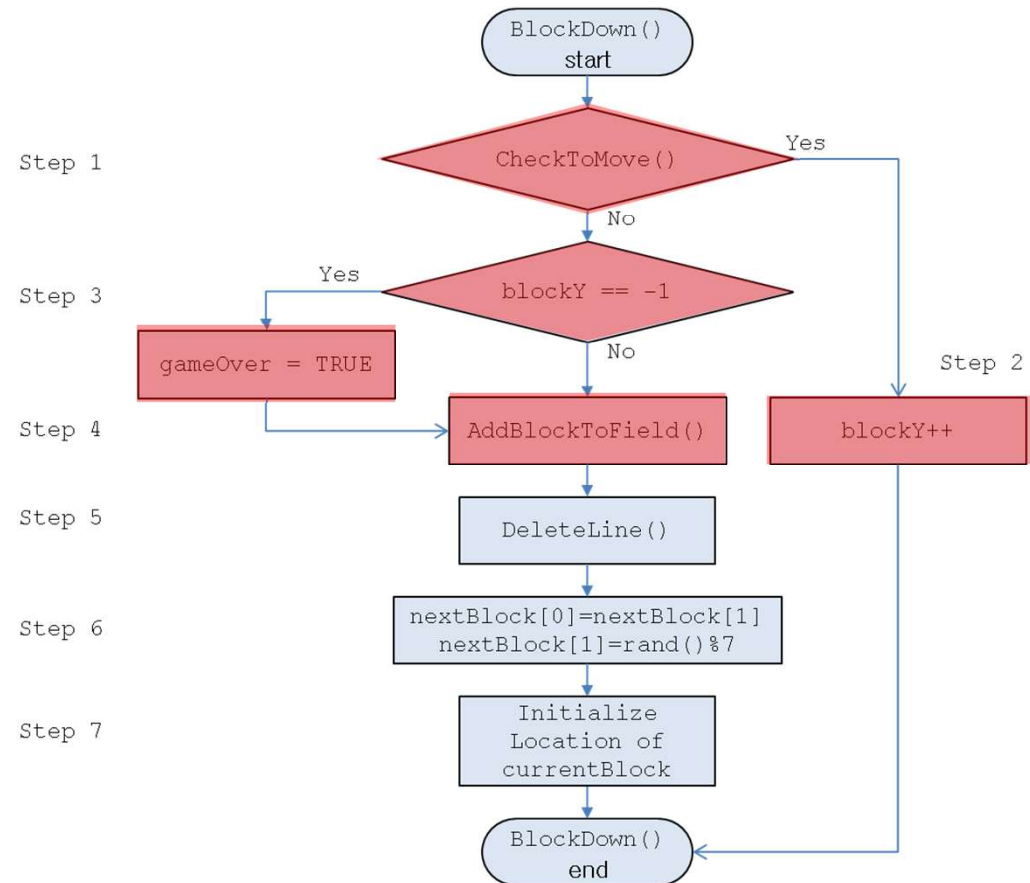 BlockDown()
start
Step 1
CheckToMove()
Yes
No
Step 3
Yes
blockY == -1
No
gameOver = TRUE
Step 2
Step 4
AddBlockToField()
blockY++
Step 5
DeleteLine()
Step 6
nextBlock[0]=nextBlock[1]
nextBlock[1]=rand()%7
Step 7
Initialize
Location of
currentBlock
BlockDown()
end